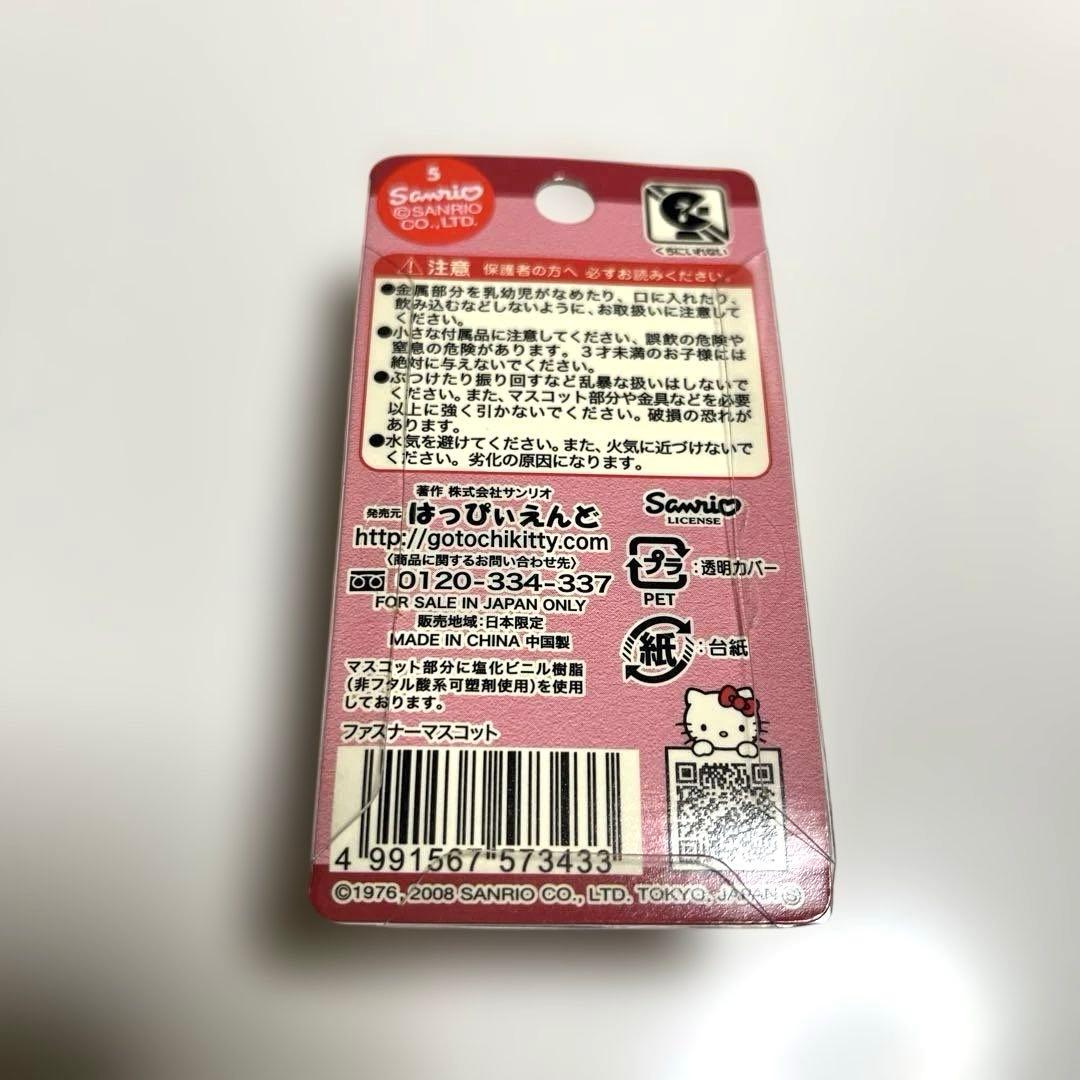 5
Sanrio
©SANRIO
CO., LTD.
くちにいれない
注意 保護者の方へ 必ずお読みください。
●金属部分を乳幼児がなめたり、口に入れたり、
飲み込むなどしないように、お取扱いに注意して
ください。
●小さな付属品に注意してください、誤飲の危険や
窒息の危険があります。3才未満のお子様には
絶対に与えないでください。
●ぶつけたり振り回すなど乱暴な扱いはしないで
ください。また、マスコット部分や金具などを必要
以上に強く引かないでください。破損の恐れが
あります。
●水気を避けてください。また、火気に近づけないで
ください。劣化の原因になります。
著作 株式会社サンリオ
発売元 はっぴぃえんど
http://gotochikitty.com
〈商品に関するお問い合わせ先〉
0120-334-337
FOR SALE IN JAPAN ONLY
販売地域:日本限定
MADE IN CHINA 中国製
Sanrio
LICENSE
プラ :透明カバー
PET
紙 :台紙
マスコット部分に塩化ビニル樹脂
(非フタル酸系可塑剤使用)を使用
しております。
ファスナーマスコット
4 991567 573433
©1976, 2008 SANRIO CO., LTD. TOKYO, JAPAN Ⓢ